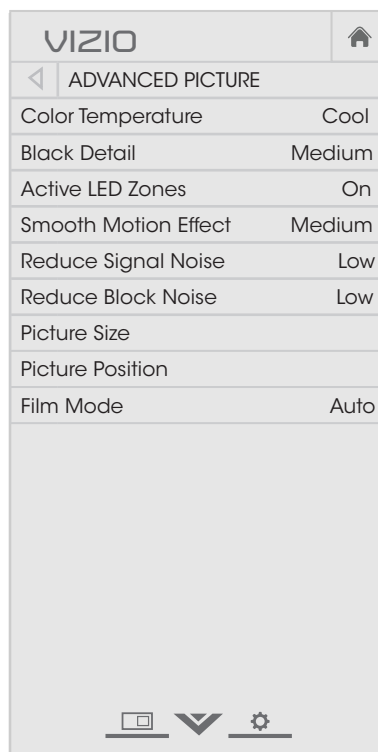 VIZIO
ADVANCED PICTURE
Color Temperature Cool
Black Detail Medium
Active LED Zones On
Smooth Motion Effect Medium
Reduce Signal Noise Low
Reduce Block Noise Low
Picture Size
Picture Position
Film Mode Auto